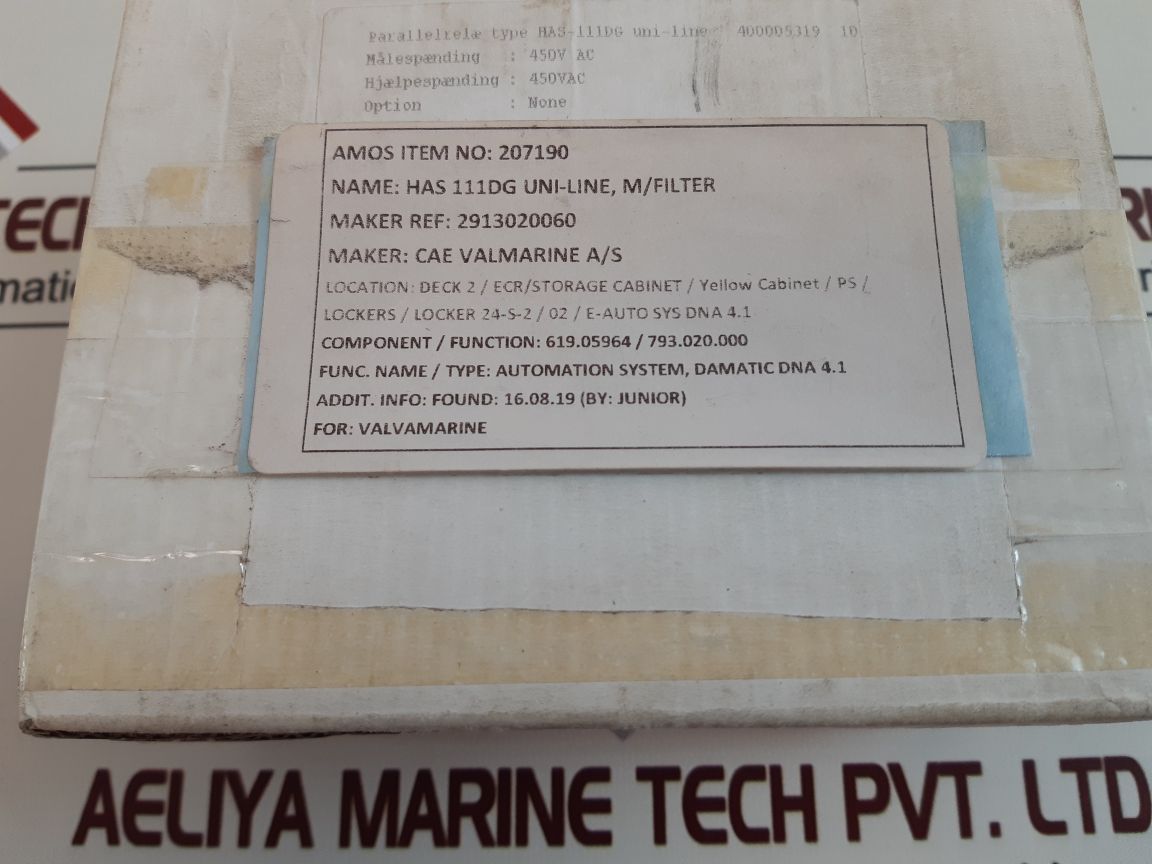 Parallelrelæ type HAS-111DG uni-line 400005319 10
Målespænding : 450V AC
Hjælpespænding : 450VAC
Option : None
AMOS ITEM NO: 207190
NAME: HAS 111DG UNI-LINE, M/FILTER
MAKER REF: 2913020060
MAKER: CAE VALMARINE A/S
LOCATION: DECK 2 / ECR/STORAGE CABINET / Yellow Cabinet / PS /
LOCKERS / LOCKER 24-S-2 / 02 / E-AUTO SYS DNA 4.1
COMPONENT / FUNCTION: 619.05964 / 793.020.000
FUNC. NAME / TYPE: AUTOMATION SYSTEM, DAMATIC DNA 4.1
ADDIT. INFO: FOUND: 16.08.19 (BY: JUNIOR)
FOR: VALVAMARINE
AELIYA MARINE TECH PVT. LTD